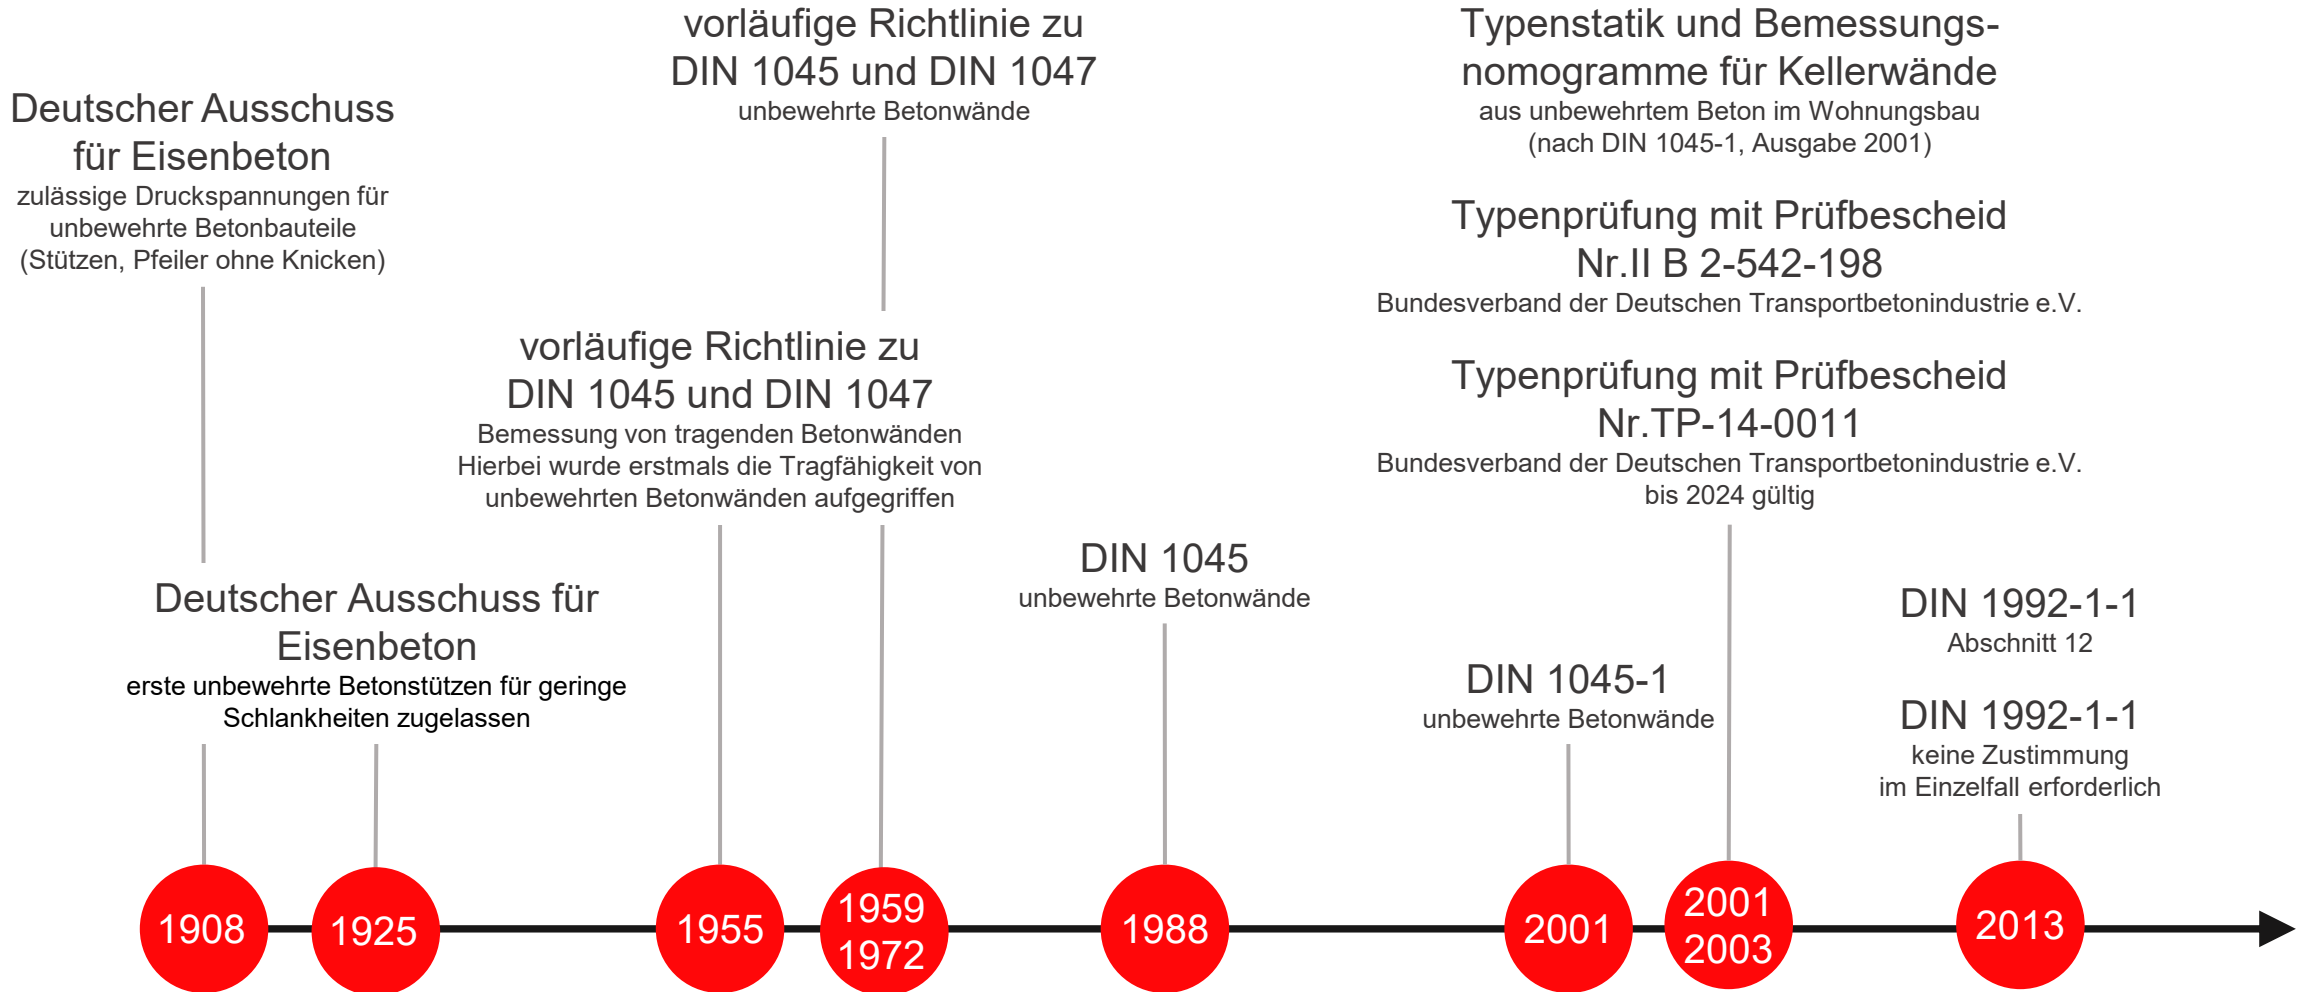 Deutscher Ausschuss
für Eisenbeton
zulässige Druckspannungen für
unbewehrte Betonbauteile
(Stützen, Pfeiler ohne Knicken)
Deutscher Ausschuss für
Eisenbeton
erste unbewehrte Betonstützen für geringe
Schlankheiten zugelassen
vorläufige Richtlinie zu
DIN 1045 und DIN 1047
Bemessung von tragenden Betonwänden
Hierbei wurde erstmals die Tragfähigkeit von
unbewehrten Betonwänden aufgegriffen
vorläufige Richtlinie zu
DIN 1045 und DIN 1047
unbewehrte Betonwände
DIN 1045
unbewehrte Betonwände
DIN 1045-1
unbewehrte Betonwände
Typenstatik und Bemessungs-
nomogramme für Kellerwände
aus unbewehrtem Beton im Wohnungsbau
(nach DIN 1045-1, Ausgabe 2001)
Typenprüfung mit Prüfbescheid
Nr.II B 2-542-198
Bundesverband der Deutschen Transportbetonindustrie e.V.
Typenprüfung mit Prüfbescheid
Nr.TP-14-0011
Bundesverband der Deutschen Transportbetonindustrie e.V.
bis 2024 gültig
DIN 1992-1-1
Abschnitt 12
DIN 1992-1-1
keine Zustimmung
im Einzelfall erforderlich
1908
1925
1955
1959
1972
1988
2001
2001
2003
2013